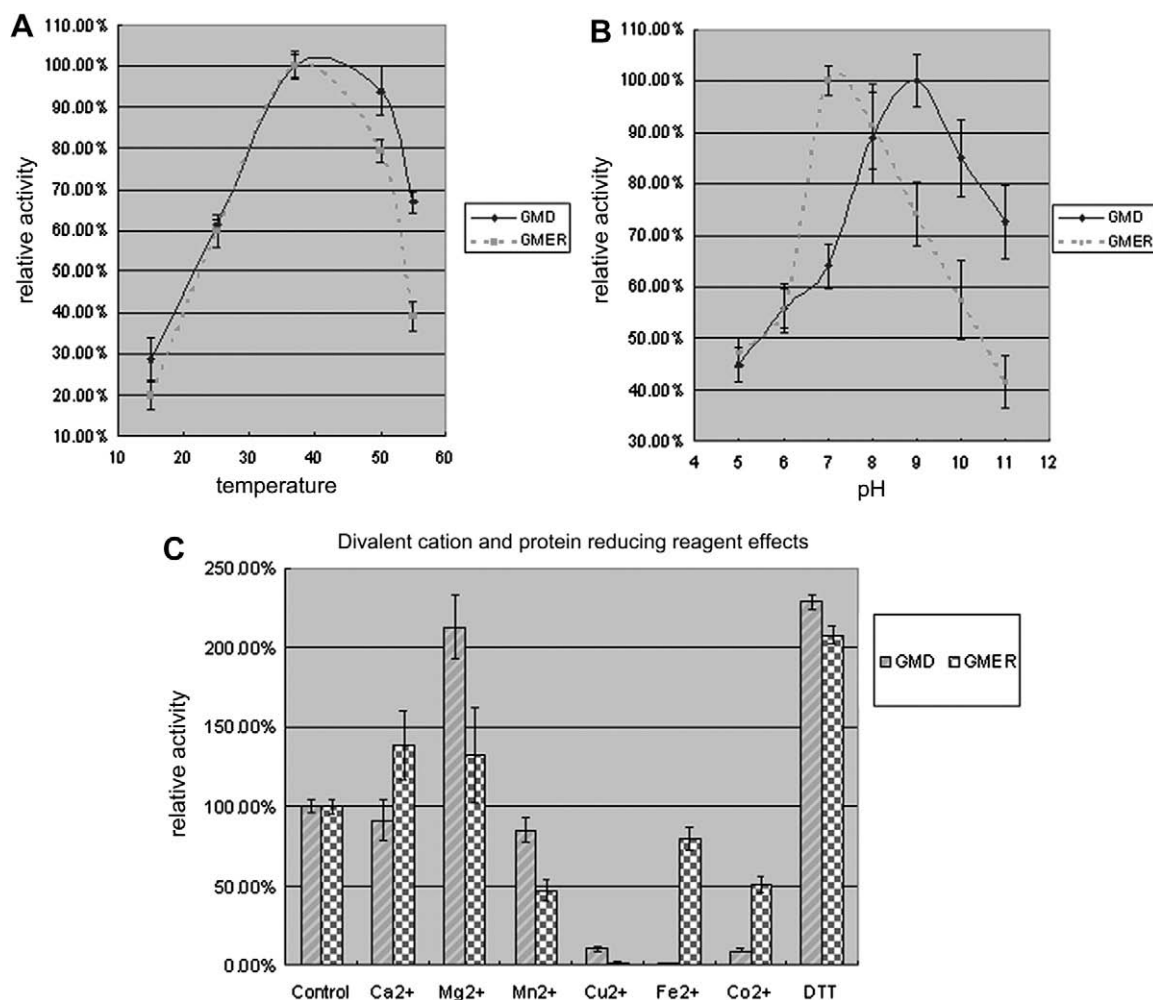 A
110.00%
100.00%
90.00%
80.00%
70.00%
60.00%
50.00%
40.00%
30.00%
20.00%
10.00%
10 20 30 40 50 60
relative activity
temperature
GMD
GMER
B
110.00%
100.00%
90.00%
80.00%
70.00%
60.00%
50.00%
40.00%
30.00%
4 5 6 7 8 9 10 11 12
relative activity
pH
GMD
GMER
C
Divalent cation and protein reducing reagent effects
250.00%
200.00%
150.00%
100.00%
50.00%
0.00%
relative activity
Control Ca2+ Mg2+ Mn2+ Cu2+ Fe2+ Co2+ DTT
GMD GMER